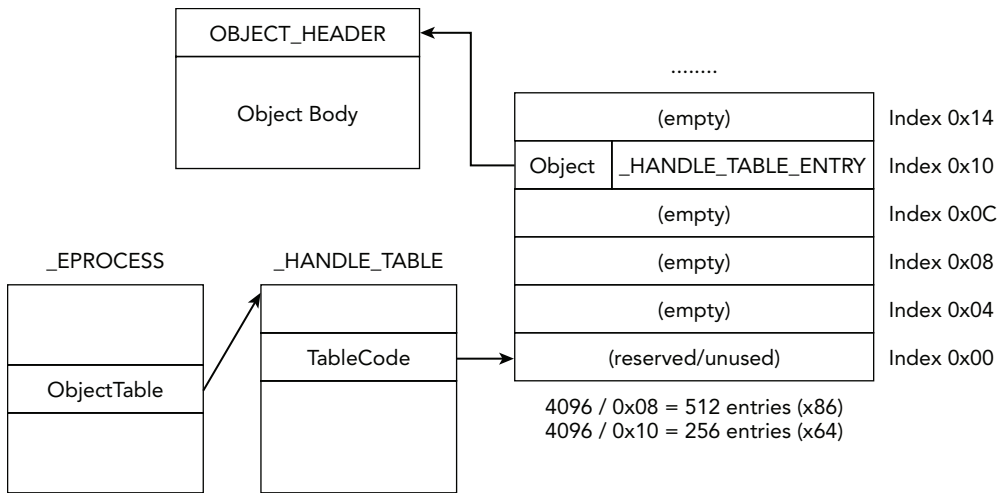 OBJECT_HEADER
Object Body
........
(empty)
Index 0x14
Object
_HANDLE_TABLE_ENTRY
Index 0x10
(empty)
Index 0x0C
(empty)
Index 0x08
(empty)
Index 0x04
(reserved/unused)
Index 0x00
_EPROCESS
_HANDLE_TABLE
ObjectTable
TableCode
4096 / 0x08 = 512 entries (x86)
4096 / 0x10 = 256 entries (x64)